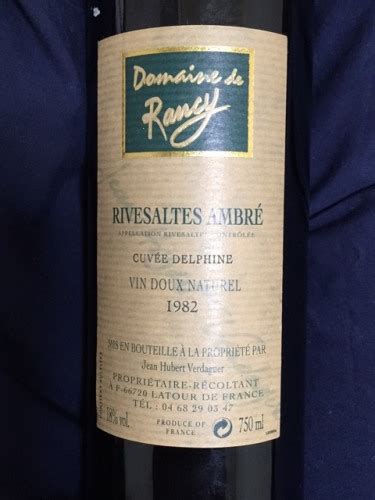 Domaine de
Rancy
RIVESALTES AMBRÉ
APPELLATION RIVESALTES CONTRÔLÉE
CUVÉE DELPHINE
VIN DOUX NATUREL
1982
MIS EN BOUTEILLE À LA PROPRIÉTÉ PAR
Jean Hubert Verdaguer
PROPRIÉTAIRE-RÉCOLTANT
À F-66720 LATOUR DE FRANCE
TÉL : 04 68 29 03 47
% vol.
PRODUCE OF
FRANCE
750 ml